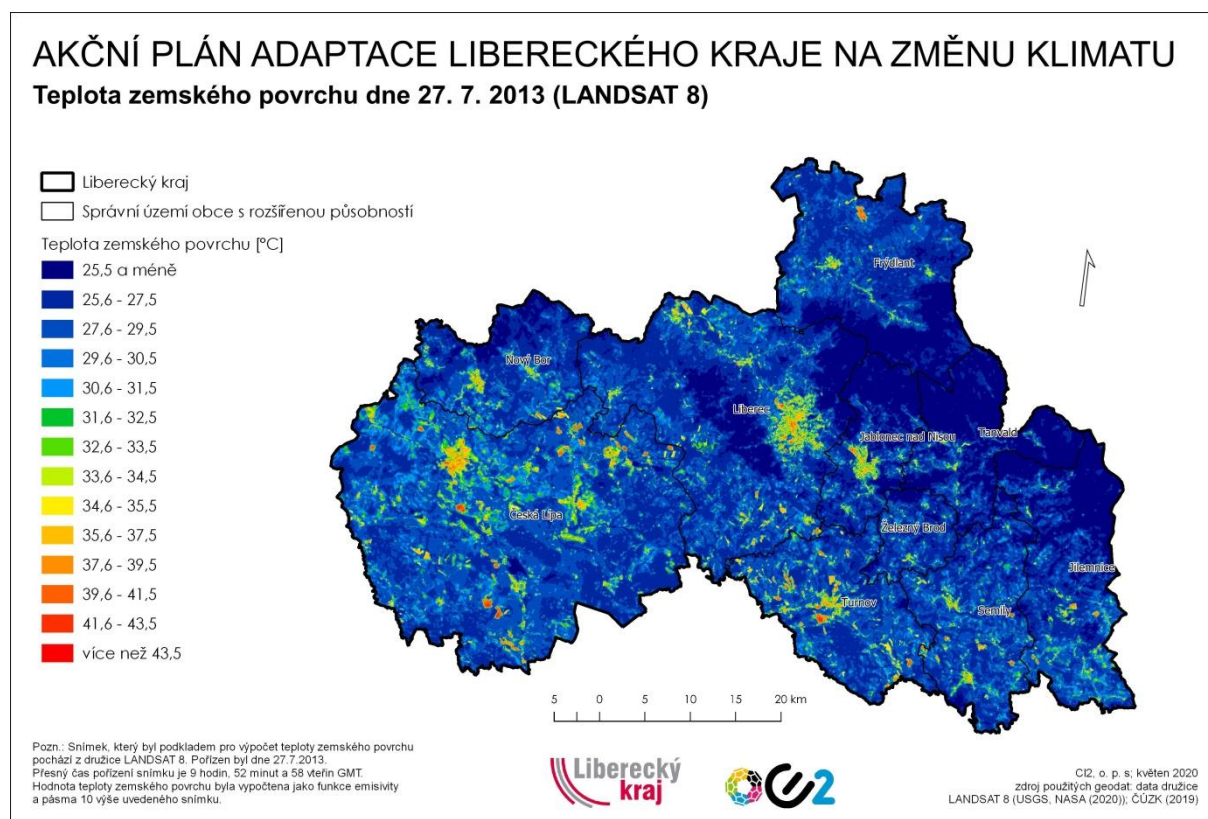 AKČNÍ PLÁN ADAPTACE LIBERECKÉHO KRAJE NA ZMĚNU KLIMATU
Teplota zemského povrchu dne 27. 7. 2013 (LANDSAT 8)
Liberecký kraj
Správní území obce s rozšířenou působností
Teplota zemského povrchu [°C]
25,5 a méně
25,6 - 27,5
27,6 - 29,5
29,6 - 30,5
30,6 - 31,5
31,6 - 32,5
32,6 - 33,5
33,6 - 34,5
34,6 - 35,5
35,6 - 37,5
37,6 - 39,5
39,6 - 41,5
41,6 - 43,5
více než 43,5
Frýdlant
Nový Bor
Liberec
Jablonec nad Nisou
Tanvald
Česká Lípa
Železný Brod
Jilemnice
Turnov
Semily
5 0 5 10 15 20 km
Pozn.: Snímek, který byl podkladem pro výpočet teploty zemského povrchu
pochází z družice LANDSAT 8. Pořízen byl dne 27.7.2013.
Přesný čas pořízení snímku je 9 hodin, 52 minut a 58 vteřin GMT.
Hodnota teploty zemského povrchu byla vypočtena jako funkce emisivity
a pásma 10 výše uvedeného snímku.
Liberecký
kraj
CI2
CI2, o. p. s; květen 2020
zdroj použitých geodat: data družice
LANDSAT 8 (USGS, NASA (2020)); ČÚZK (2019)